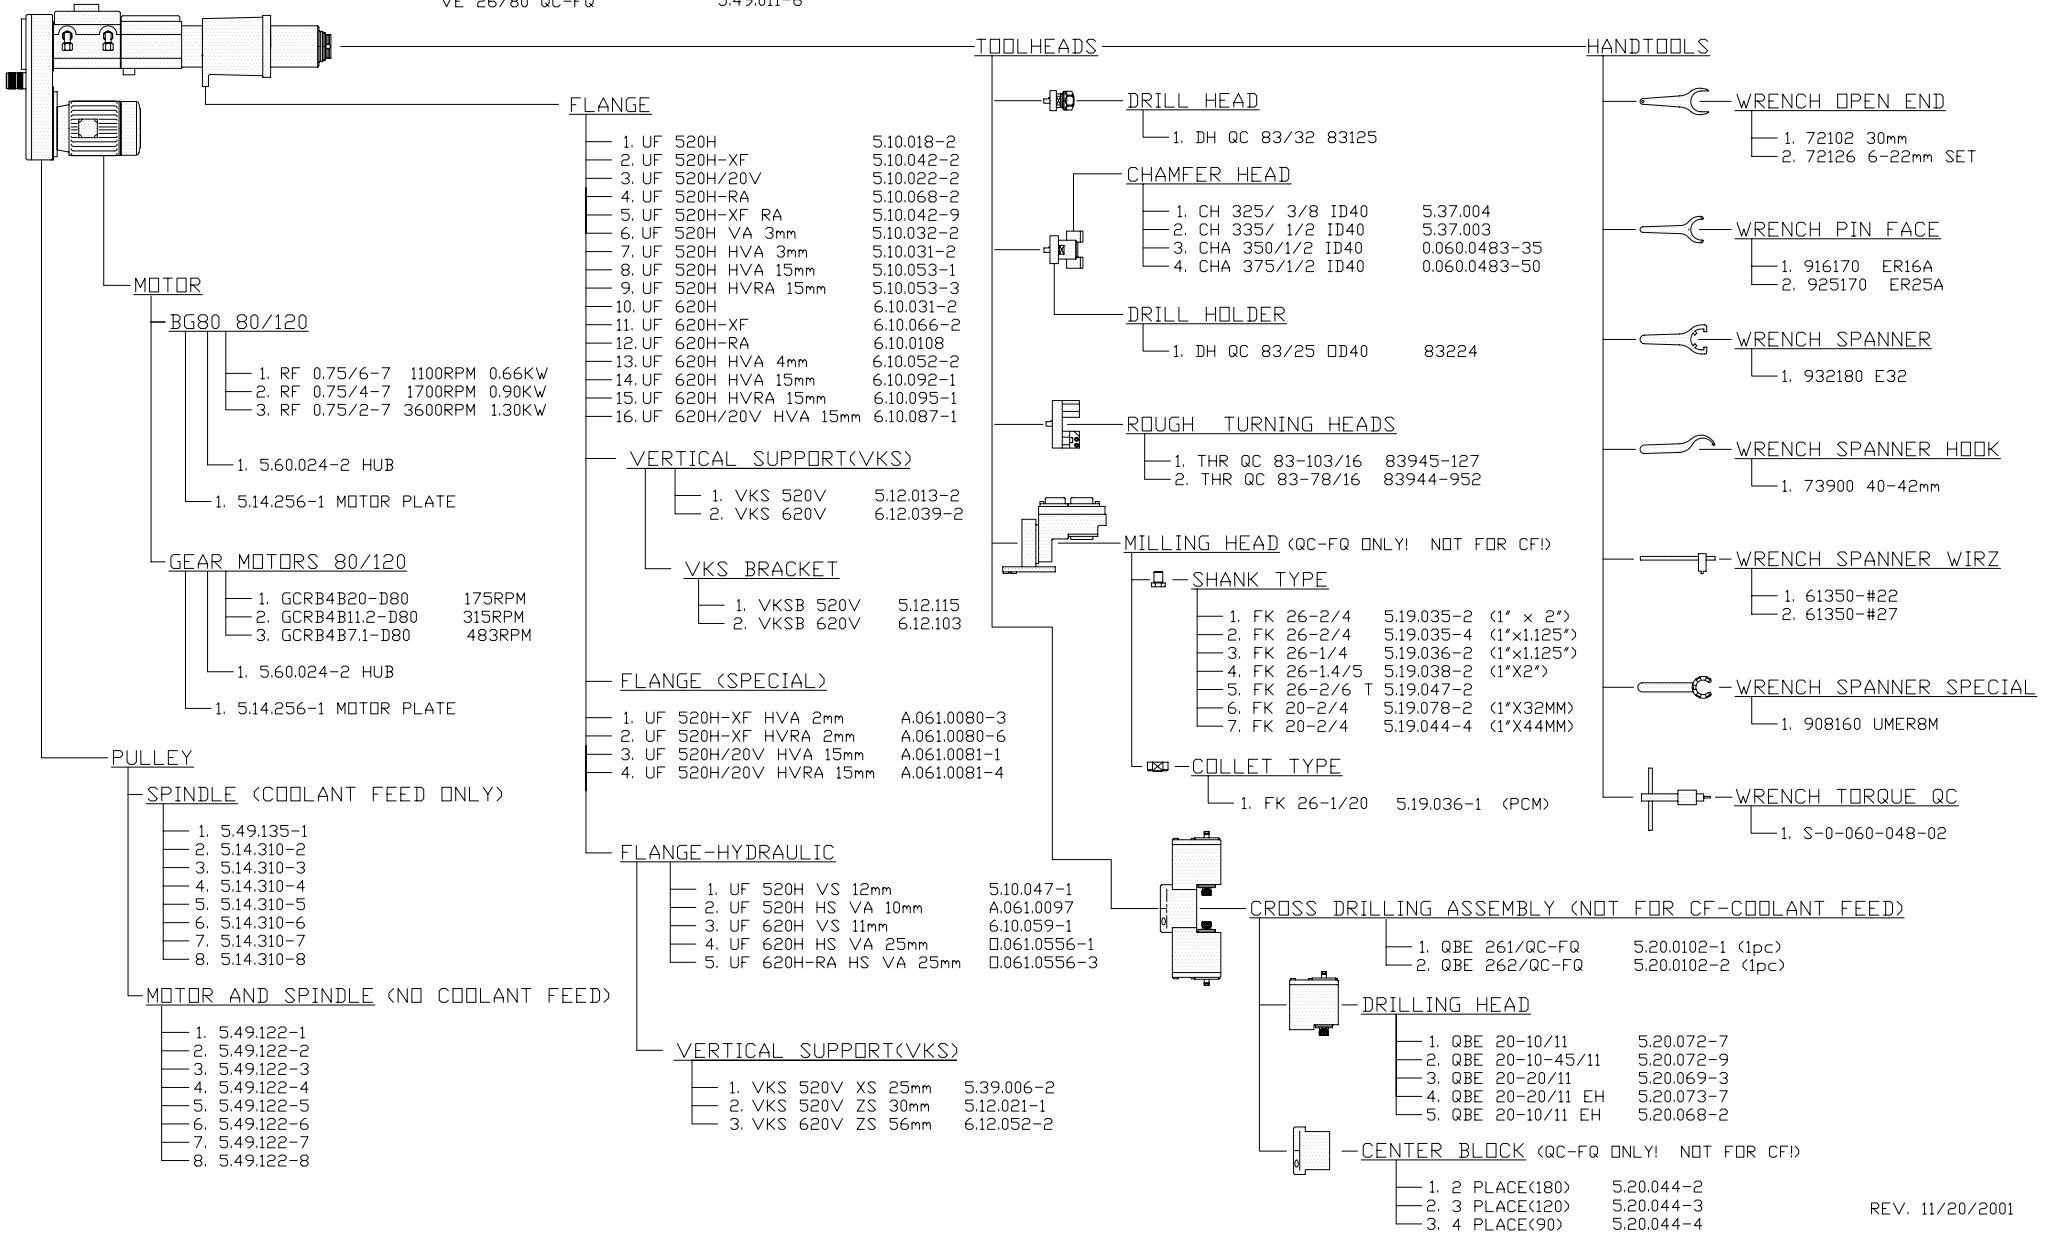 VE 26/80 QC-FQ 5.49.011-6
FLANGE
1. UF 520H 5.10.018-2
2. UF 520H-XF 5.10.042-2
3. UF 520H/20V 5.10.022-2
4. UF 520H-RA 5.10.068-2
5. UF 520H-XF RA 5.10.042-9
6. UF 520H VA 3mm 5.10.032-2
7. UF 520H HVA 3mm 5.10.031-2
8. UF 520H HVA 15mm 5.10.053-1
9. UF 520H HVRA 15mm 5.10.053-3
10. UF 620H 6.10.031-2
11. UF 620H-XF 6.10.066-2
12. UF 620H-RA 6.10.0108
13. UF 620H HVA 4mm 6.10.052-2
14. UF 620H HVA 15mm 6.10.092-1
15. UF 620H HVRA 15mm 6.10.095-1
16. UF 620H/20V HVA 15mm 6.10.087-1
VERTICAL SUPPORT(VKS)
1. VKS 520V 5.12.013-2
2. VKS 620V 6.12.039-2
VKS BRACKET
1. VKSB 520V 5.12.115
2. VKSB 620V 6.12.103
FLANGE (SPECIAL)
1. UF 520H-XF HVA 2mm A.061.0080-3
2. UF 520H-XF HVRA 2mm A.061.0080-6
3. UF 520H/20V HVA 15mm A.061.0081-1
4. UF 520H/20V HVRA 15mm A.061.0081-4
FLANGE-HYDRAULIC
1. UF 520H VS 12mm 5.10.047-1
2. UF 520H HS VA 10mm A.061.0097
3. UF 620H VS 11mm 6.10.059-1
4. UF 620H HS VA 25mm O.061.0556-1
5. UF 620H-RA HS VA 25mm O.061.0556-3
VERTICAL SUPPORT(VKS)
1. VKS 520V XS 25mm 5.39.006-2
2. VKS 520V ZS 30mm 5.12.021-1
3. VKS 620V ZS 56mm 6.12.052-2
MOTOR
BG80 80/120
1. RF 0.75/6-7 1100RPM 0.66KW
2. RF 0.75/4-7 1700RPM 0.90KW
3. RF 0.75/2-7 3600RPM 1.30KW
1. 5.60.024-2 HUB
1. 5.14.256-1 MOTOR PLATE
GEAR MOTORS 80/120
1. GCRB4B20-D80 175RPM
2. GCRB4B11.2-D80 315RPM
3. GCRB4B7.1-D80 483RPM
1. 5.60.024-2 HUB
1. 5.14.256-1 MOTOR PLATE
PULLEY
SPINDLE (COOLANT FEED ONLY)
1. 5.49.135-1
2. 5.14.310-2
3. 5.14.310-3
4. 5.14.310-4
5. 5.14.310-5
6. 5.14.310-6
7. 5.14.310-7
8. 5.14.310-8
MOTOR AND SPINDLE (NO COOLANT FEED)
1. 5.49.122-1
2. 5.49.122-2
3. 5.49.122-3
4. 5.49.122-4
5. 5.49.122-5
6. 5.49.122-6
7. 5.49.122-7
8. 5.49.122-8
TOOLHEADS
DRILL HEAD
1. DH QC 83/32 83125
CHAMFER HEAD
1. CH 325/ 3/8 ID40 5.37.004
2. CH 335/ 1/2 ID40 5.37.003
3. CHA 350/1/2 ID40 0.060.0483-35
4. CHA 375/1/2 ID40 0.060.0483-50
DRILL HOLDER
1. DH QC 83/25 OD40 83224
ROUGH TURNING HEADS
1. THR QC 83-103/16 83945-127
2. THR QC 83-78/16 83944-952
MILLING HEAD (QC-FQ ONLY! NOT FOR CF!)
SHANK TYPE
1. FK 26-2/4 5.19.035-2 (1" x 2")
2. FK 26-2/4 5.19.035-4 (1"x1.125")
3. FK 26-1/4 5.19.036-2 (1"x1.125")
4. FK 26-1.4/5 5.19.038-2 (1"X2")
5. FK 26-2/6 T 5.19.047-2
6. FK 20-2/4 5.19.078-2 (1"X32MM)
7. FK 20-2/4 5.19.044-4 (1"X44MM)
COLLET TYPE
1. FK 26-1/20 5.19.036-1 (PCM)
CROSS DRILLING ASSEMBLY (NOT FOR CF-COOLANT FEED)
1. QBE 261/QC-FQ 5.20.0102-1 (1pc)
2. QBE 262/QC-FQ 5.20.0102-2 (1pc)
DRILLING HEAD
1. QBE 20-10/11 5.20.072-7
2. QBE 20-10-45/11 5.20.072-9
3. QBE 20-20/11 5.20.069-3
4. QBE 20-20/11 EH 5.20.073-7
5. QBE 20-10/11 EH 5.20.068-2
CENTER BLOCK (QC-FQ ONLY! NOT FOR CF!)
1. 2 PLACE(180) 5.20.044-2
2. 3 PLACE(120) 5.20.044-3
3. 4 PLACE(90) 5.20.044-4
HANDTOOLS
WRENCH OPEN END
1. 72102 30mm
2. 72126 6-22mm SET
WRENCH PIN FACE
1. 916170 ER16A
2. 925170 ER25A
WRENCH SPANNER
1. 932180 E32
WRENCH SPANNER HOOK
1. 73900 40-42mm
WRENCH SPANNER WIRZ
1. 61350-#22
2. 61350-#27
WRENCH SPANNER SPECIAL
1. 908160 UMER8M
WRENCH TORQUE QC
1. S-0-060-048-02
REV. 11/20/2001